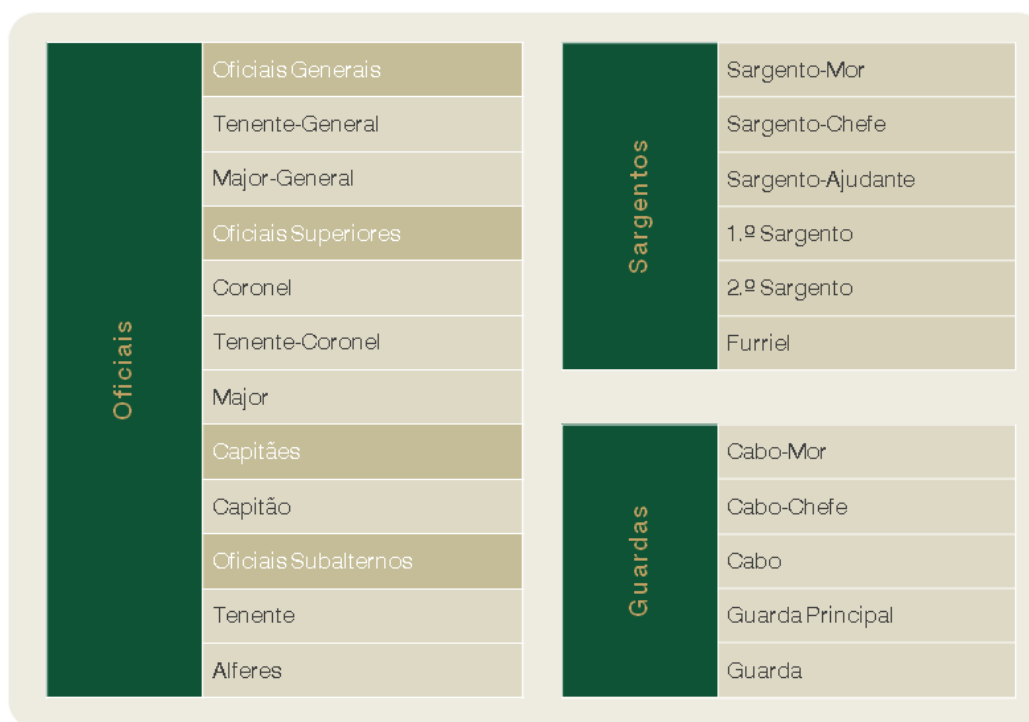 Oficiais
Oficiais Generais
Tenente-General
Major-General
Oficiais Superiores
Coronel
Tenente-Coronel
Major
Capitães
Capitão
Oficiais Subalternos
Tenente
Alferes
Sargentos
Sargento-Mor
Sargento-Chefe
Sargento-Ajudante
1.º Sargento
2.º Sargento
Furriel
Guardas
Cabo-Mor
Cabo-Chefe
Cabo
Guarda Principal
Guarda